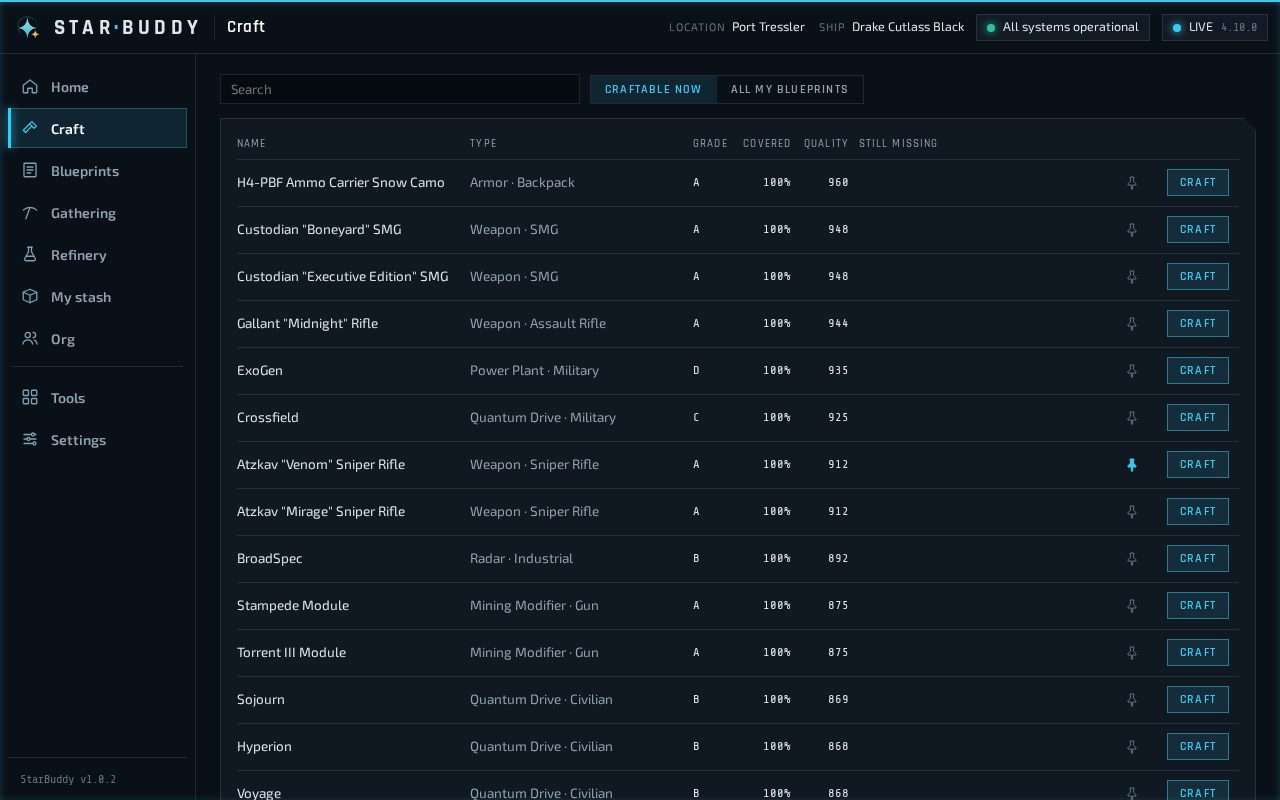 STAR·BUDDY
Craft
LOCATION Port Tressler SHIP Drake Cutlass Black All systems operational LIVE 4.10.0
Home
Craft
Blueprints
Gathering
Refinery
My stash
Org
Tools
Settings
StarBuddy v1.0.2
Search CRAFTABLE NOW ALL MY BLUEPRINTS
NAME TYPE GRADE COVERED QUALITY STILL MISSING
H4-PBF Ammo Carrier Snow Camo Armor · Backpack A 100% 960 CRAFT
Custodian "Boneyard" SMG Weapon · SMG A 100% 948 CRAFT
Custodian "Executive Edition" SMG Weapon · SMG A 100% 948 CRAFT
Gallant "Midnight" Rifle Weapon · Assault Rifle A 100% 944 CRAFT
ExoGen Power Plant · Military D 100% 935 CRAFT
Crossfield Quantum Drive · Military C 100% 925 CRAFT
Atzkav "Venom" Sniper Rifle Weapon · Sniper Rifle A 100% 912 CRAFT
Atzkav "Mirage" Sniper Rifle Weapon · Sniper Rifle A 100% 912 CRAFT
BroadSpec Radar · Industrial B 100% 892 CRAFT
Stampede Module Mining Modifier · Gun A 100% 875 CRAFT
Torrent III Module Mining Modifier · Gun A 100% 875 CRAFT
Sojourn Quantum Drive · Civilian B 100% 869 CRAFT
Hyperion Quantum Drive · Civilian B 100% 868 CRAFT
Voyage Quantum Drive · Civilian B 100% 868 CRAFT